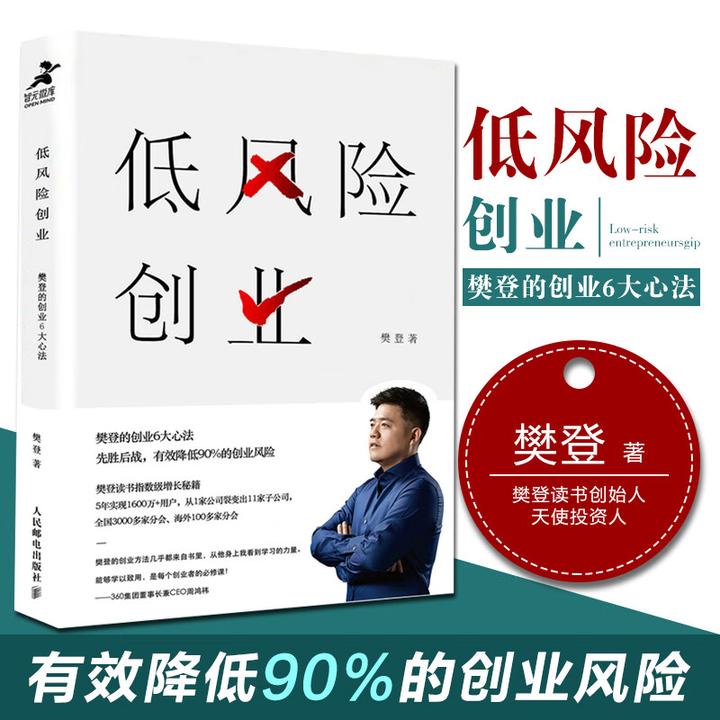 智元微库
OPEN MIND
低风险创业
樊登的创业6大心法
樊登 著
人民邮电出版社
低风险
创业
樊登 著
樊登的创业6大心法
先胜后战，有效降低90%的创业风险
樊登读书指数级增长秘籍
5年实现1600万+用户，从1家公司裂变出11家子公司，
全国3000多家分会、海外100多家分会
樊登的创业方法几乎都来自书里，从他身上我看到学习的力量，
能够学以致用，是每个创业者的必修课！
——360集团董事长兼CEO周鸿祎
低风险
创业
Low-risk
entrepreneursgip
樊登的创业6大心法
樊登 著
樊登读书创始人
天使投资人
有效降低90%的创业风险